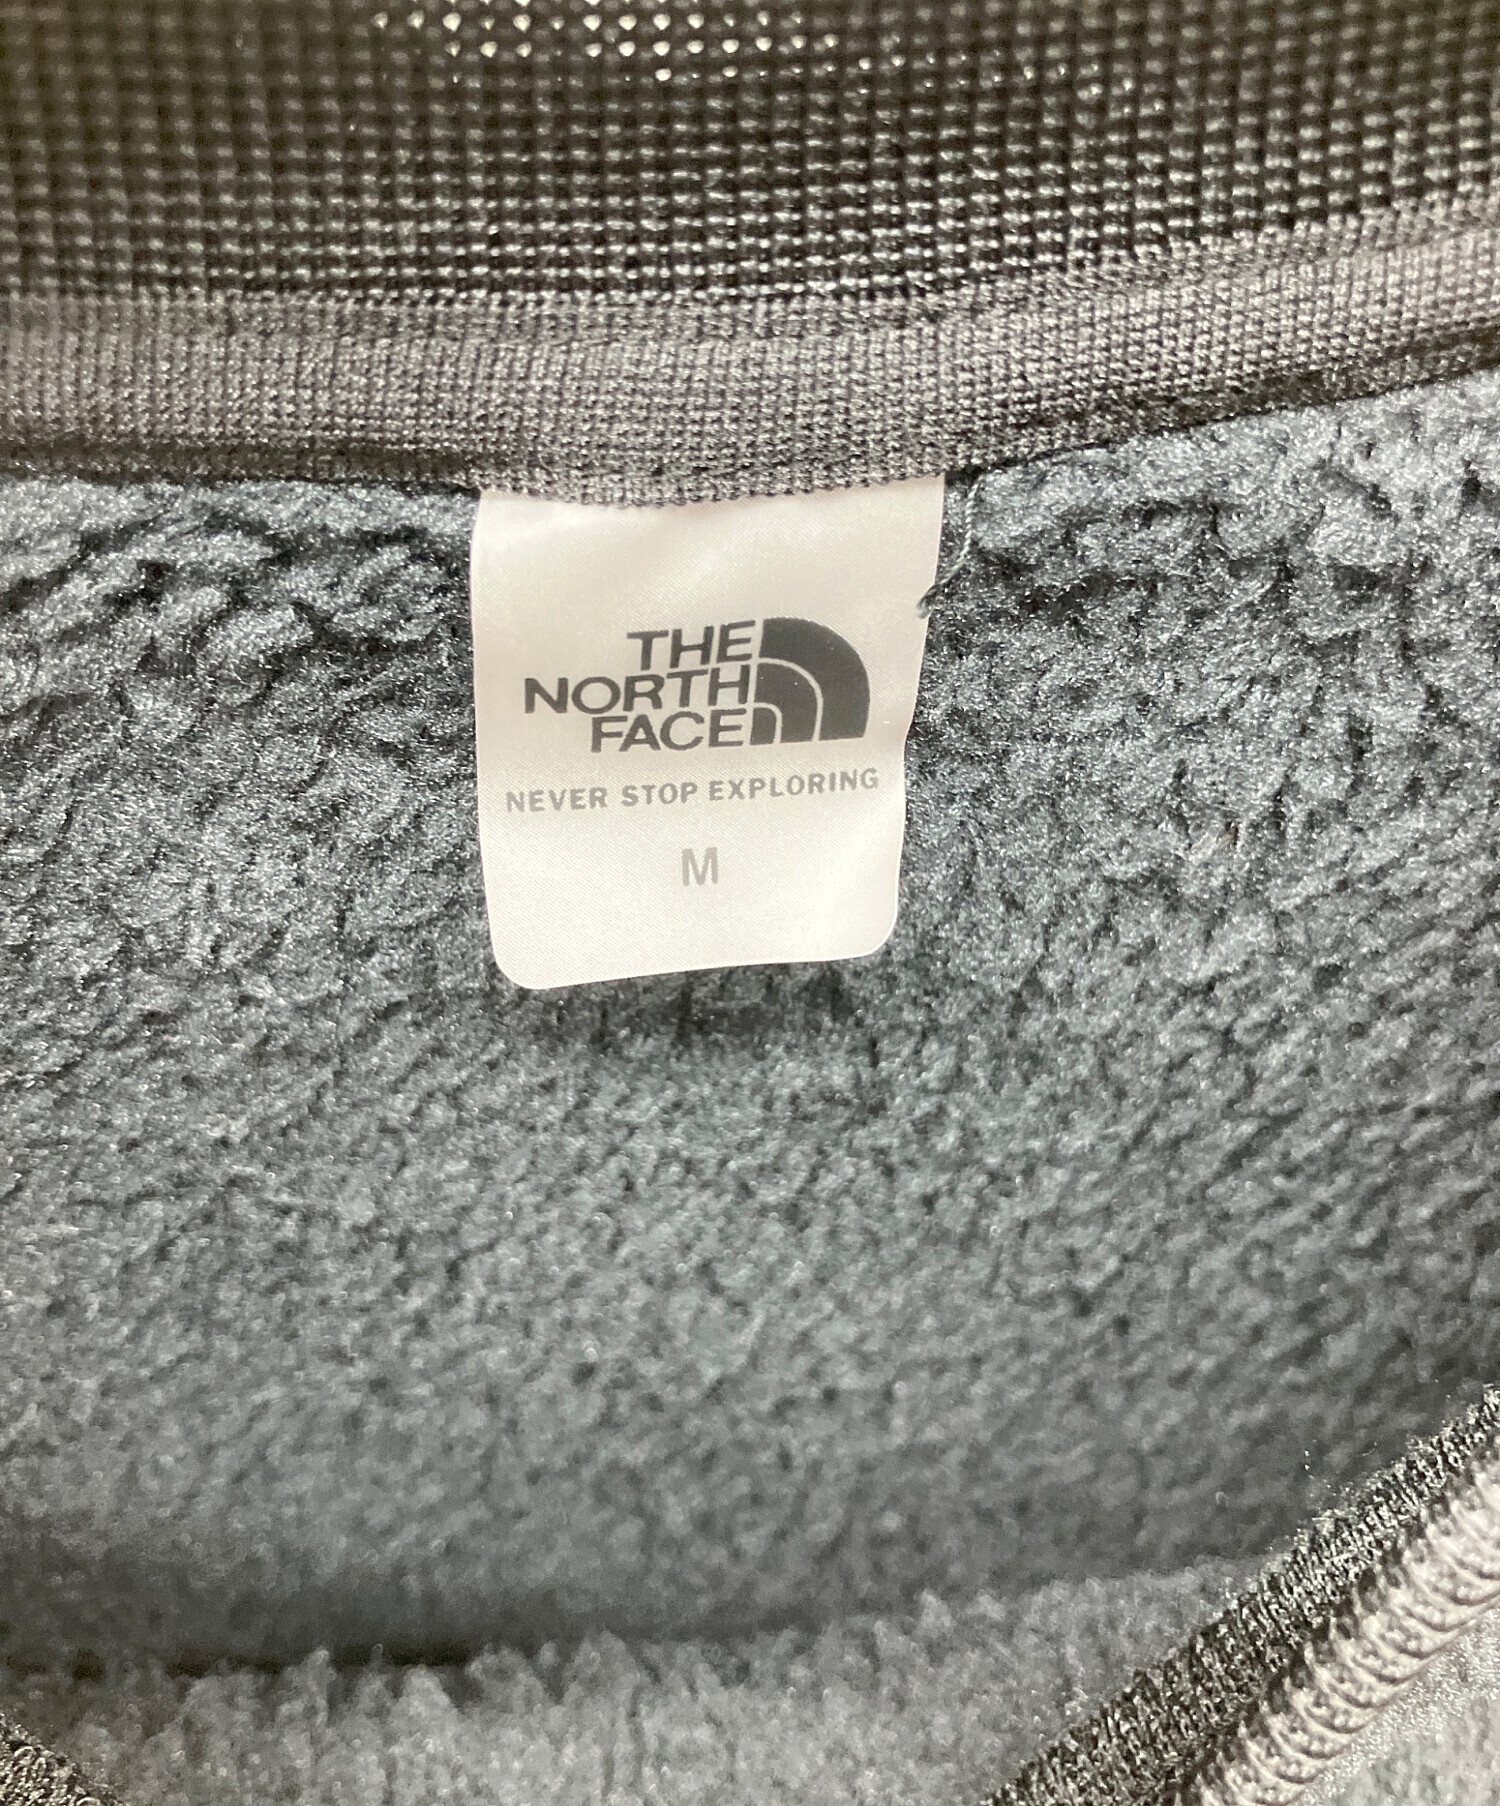 THE
NORTH
FACE
NEVER STOP EXPLORING
M